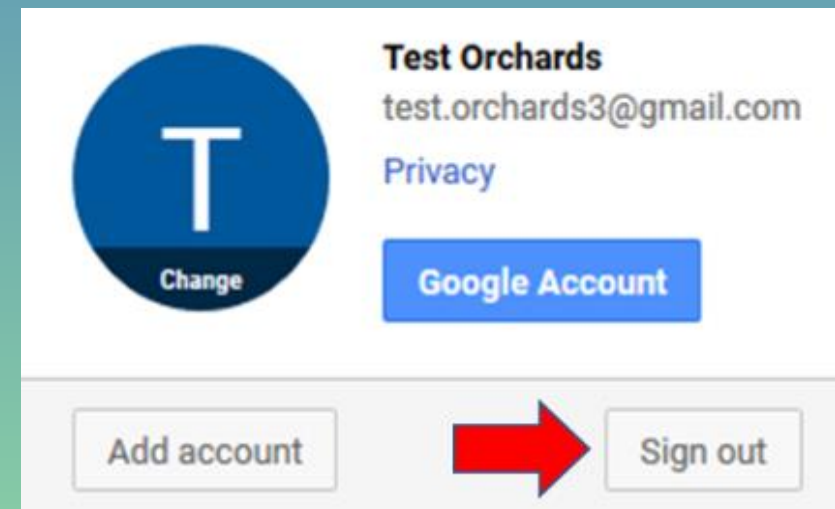 Test Orchards
test.orchards3@gmail.com
Privacy
T
Change
Google Account
Add account
Sign out